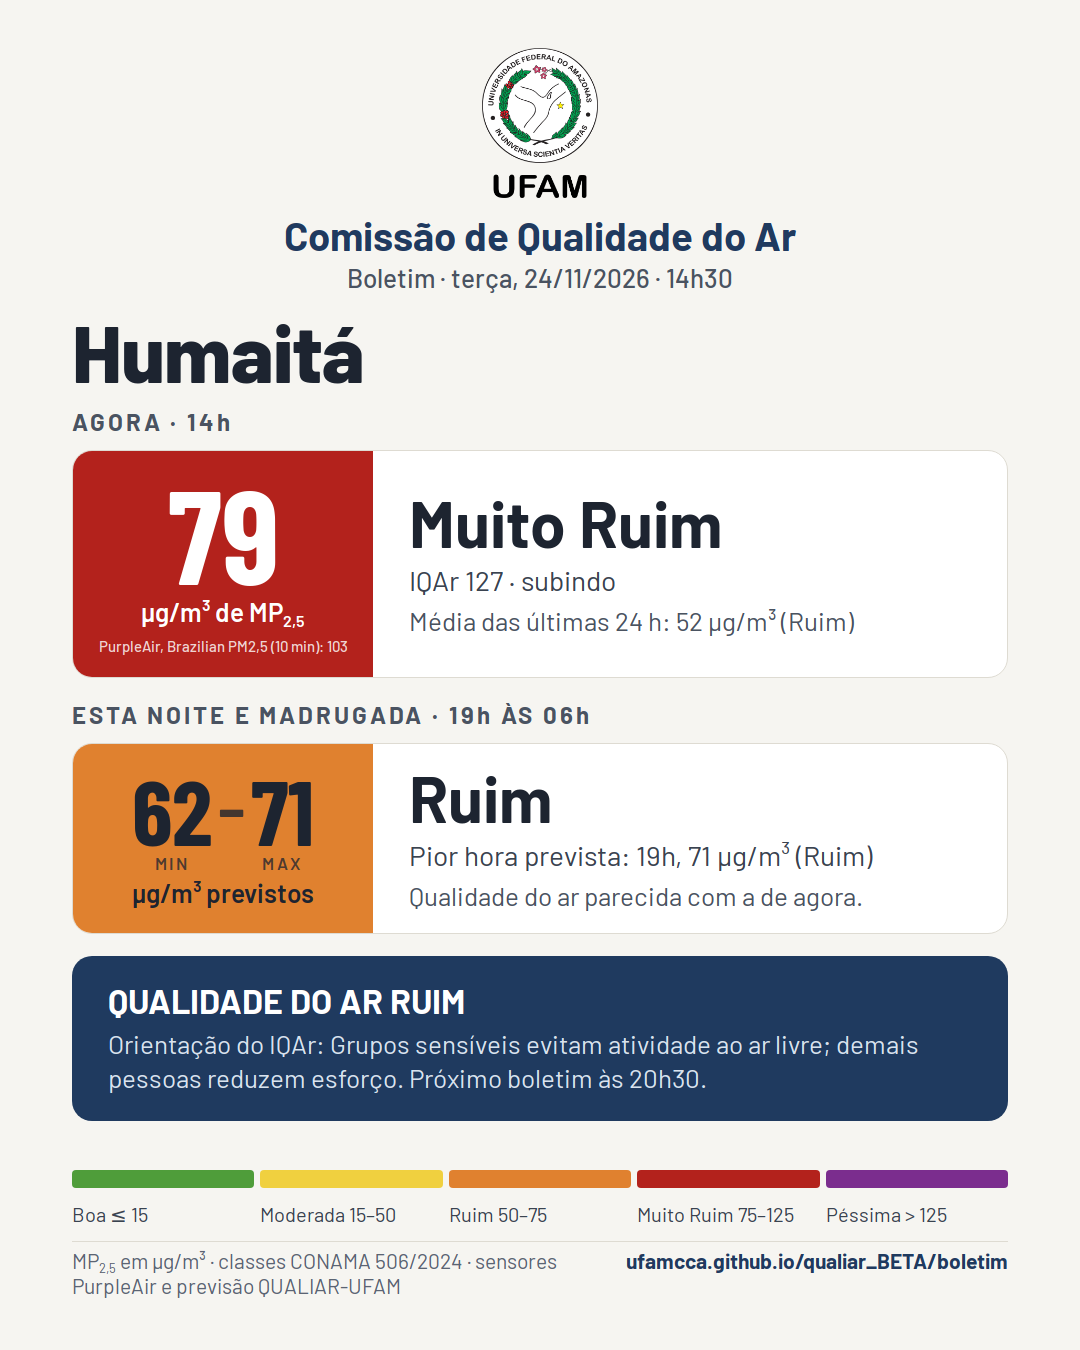 UNIVERSIDADE FEDERAL DO AMAZONAS
IN UNIVERSA SCIENTIA VERITAS
UFAM
Comissão de Qualidade do Ar
Boletim · terça, 24/11/2026 · 14h30
Humaitá
AGORA · 14h
79
µg/m³ de MP2,5
PurpleAir, Brazilian PM2,5 (10 min): 103
Muito Ruim
IQAr 127 · subindo
Média das últimas 24 h: 52 µg/m³ (Ruim)
ESTA NOITE E MADRUGADA · 19h ÀS 06h
62 – 71
MIN MAX
µg/m³ previstos
Ruim
Pior hora prevista: 19h, 71 µg/m³ (Ruim)
Qualidade do ar parecida com a de agora.
QUALIDADE DO AR RUIM
Orientação do IQAr: Grupos sensíveis evitam atividade ao ar livre; demais
pessoas reduzem esforço. Próximo boletim às 20h30.
Boa ≤ 15 Moderada 15–50 Ruim 50–75 Muito Ruim 75–125 Péssima > 125
MP2,5 em µg/m³ · classes CONAMA 506/2024 · sensores
PurpleAir e previsão QUALIAR-UFAM
ufamcca.github.io/qualiar_BETA/boletim